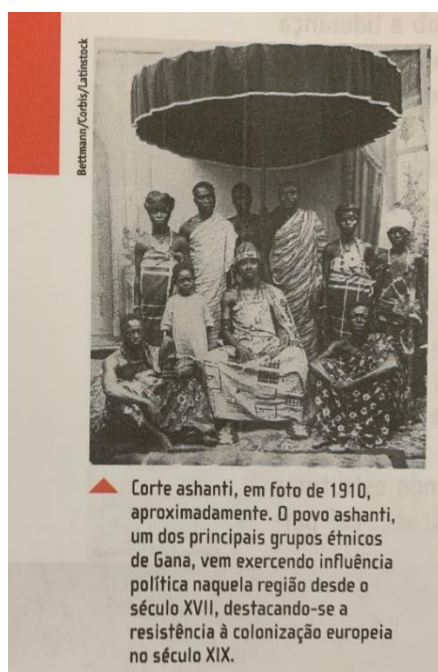 Bettmann/Corbis/Latinstock
Corte ashanti, em foto de 1910,
aproximadamente. O povo ashanti,
um dos principais grupos étnicos
de Gana, vem exercendo influência
política naquela região desde o
século XVII, destacando-se a
resistência à colonização europeia
no século XIX.